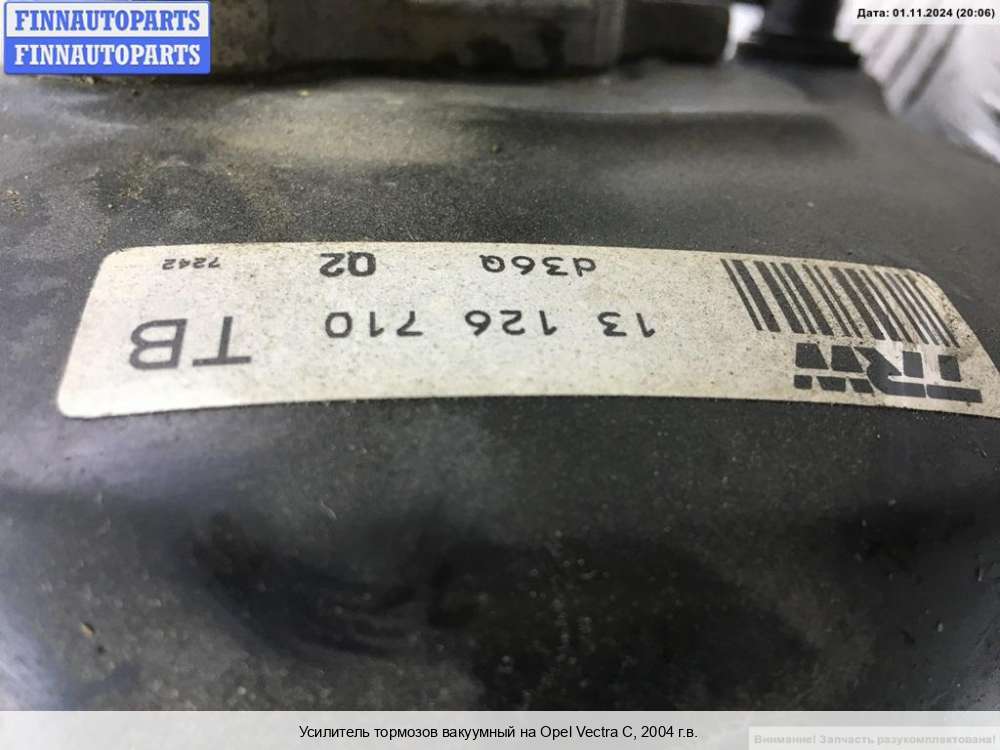 FINNAUTOPARTS
FINNAUTOPARTS
Дата: 01.11.2024 (20:06)
TRW
13 126 710 TB
d36Q Q2 7242
Усилитель тормозов вакуумный на Opel Vectra C, 2004 г.в.
Внимание! Запчасть разукомплектована!